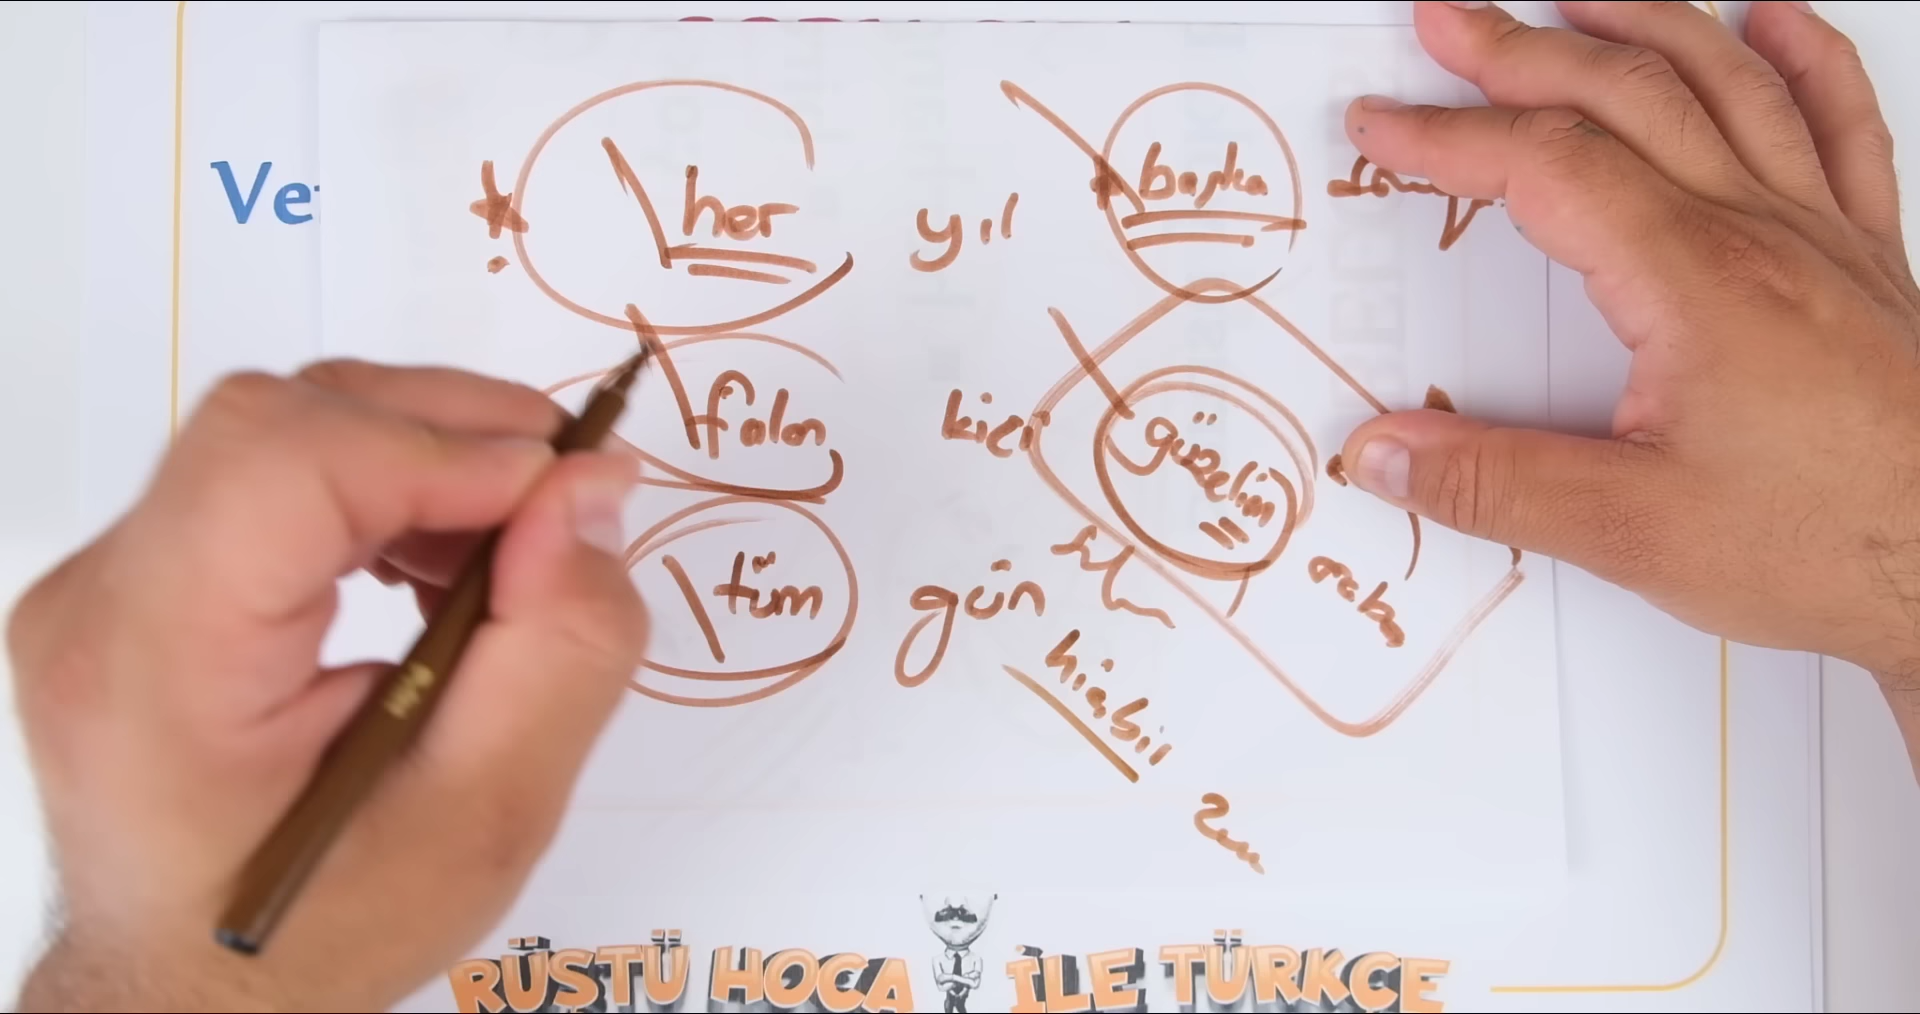 Ve
her yıl başka
falan kişi güzelim
tüm gün
hiçbir
RÜŞTÜ HOCA İLE TÜRKÇE